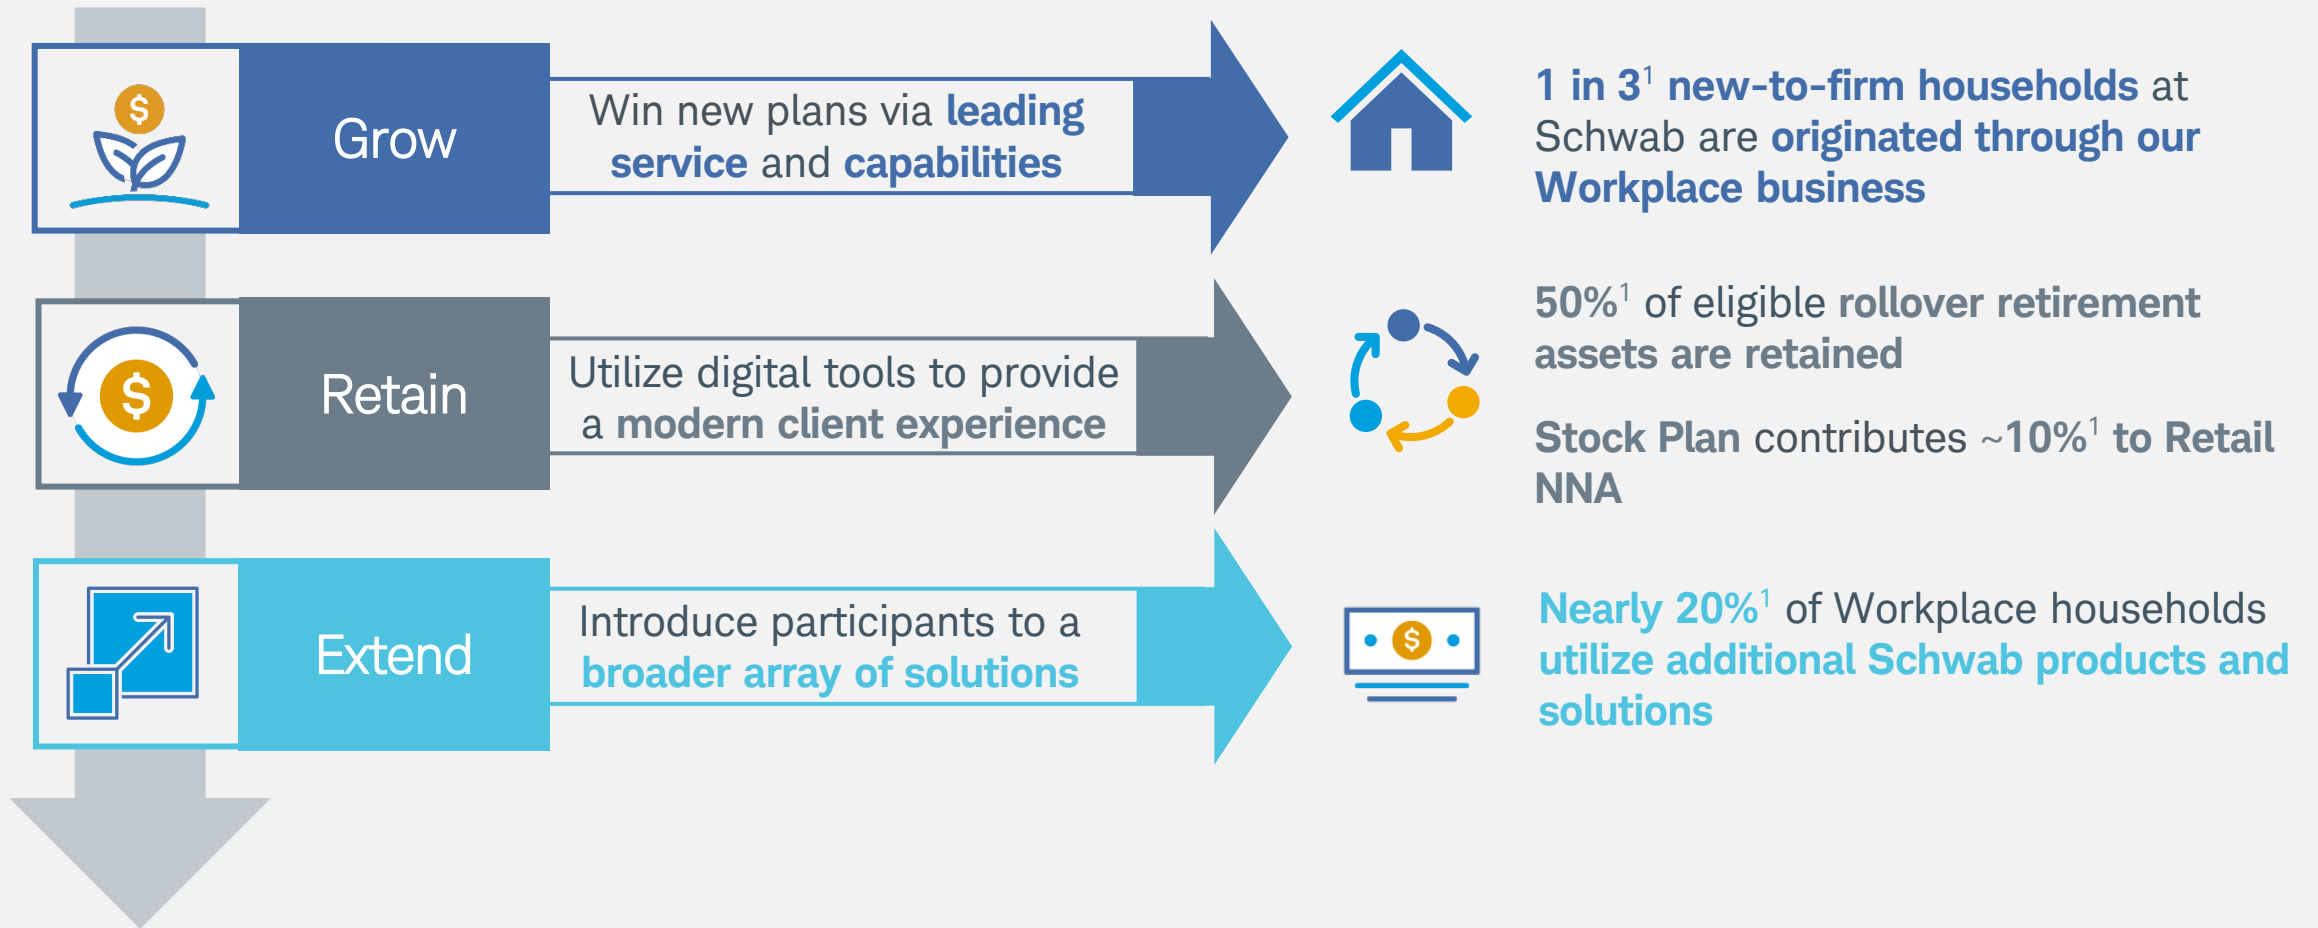 Grow
Win new plans via leading
service and capabilities
1 in 3¹ new-to-firm households at
Schwab are originated through our
Workplace business
Retain
Utilize digital tools to provide
a modern client experience
50%¹ of eligible rollover retirement
assets are retained
Stock Plan contributes ~10%¹ to Retail
NNA
Extend
Introduce participants to a
broader array of solutions
Nearly 20%¹ of Workplace households
utilize additional Schwab products and
solutions
$
$
$